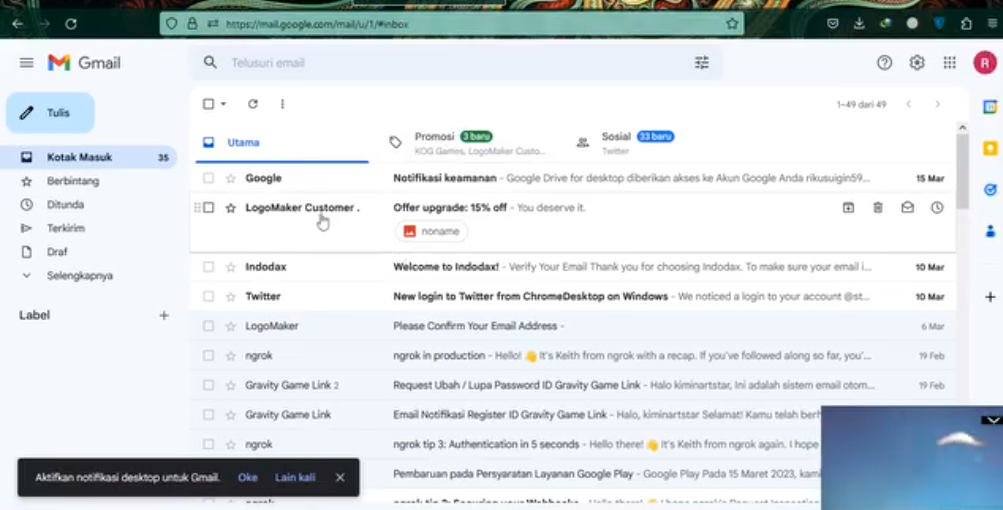 https://mail.google.com/mail/u/1/#inbox
Gmail
Telusuri email
R
Tulis
1–49 dari 49
Kotak Masuk 35
Berbintang
Ditunda
Terkirim
Draf
Selengkapnya
Label
Utama
Promosi 3 baru
KOG Games, LogoMaker Custo...
Sosial 33 baru
Twitter
Google Notifikasi keamanan - Google Drive for desktop diberikan akses ke Akun Google Anda rikusuigin59... 15 Mar
LogoMaker Customer . Offer upgrade: 15% off - You deserve it.
noname
Indodax Welcome to Indodax! - Verify Your Email Thank you for choosing Indodax. To make sure your email i... 10 Mar
Twitter New login to Twitter from ChromeDesktop on Windows - We noticed a login to your account @st... 10 Mar
LogoMaker Please Confirm Your Email Address - 6 Mar
ngrok ngrok in production - Hello! 👋 It's Keith from ngrok with a recap. If you've followed along so far, you'... 19 Feb
Gravity Game Link 2 Request Ubah / Lupa Password ID Gravity Game Link - Halo kiminartstar, Ini adalah sistem email otom... 19 Feb
Gravity Game Link Email Notifikasi Register ID Gravity Game Link - Halo, kiminartstar Selamat! Kamu telah berh
ngrok ngrok tip 3: Authentication in 5 seconds - Hello there! 👋 It's Keith from ngrok again. I hope
Pembaruan pada Persyaratan Layanan Google Play - Google Play Pada 15 Maret 2023, kami
Aktifkan notifikasi desktop untuk Gmail. Oke Lain kali